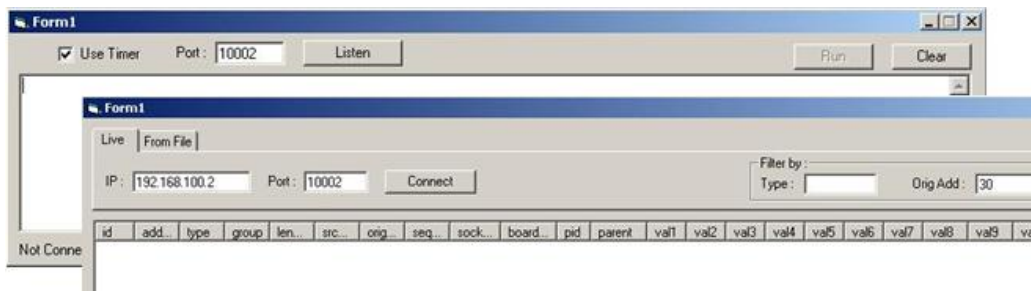 Form1
Use Timer Port : 10002 Listen Run Clear
Form1
Live From File
Filter by :
IP : 192.168.100.2 Port : 10002 Connect Type : Orig Add : 30
id add... type group len... src... orig... seq... sock... board... pid parent val1 val2 val3 val4 val5 val6 val7 val8 val9
Not Conne